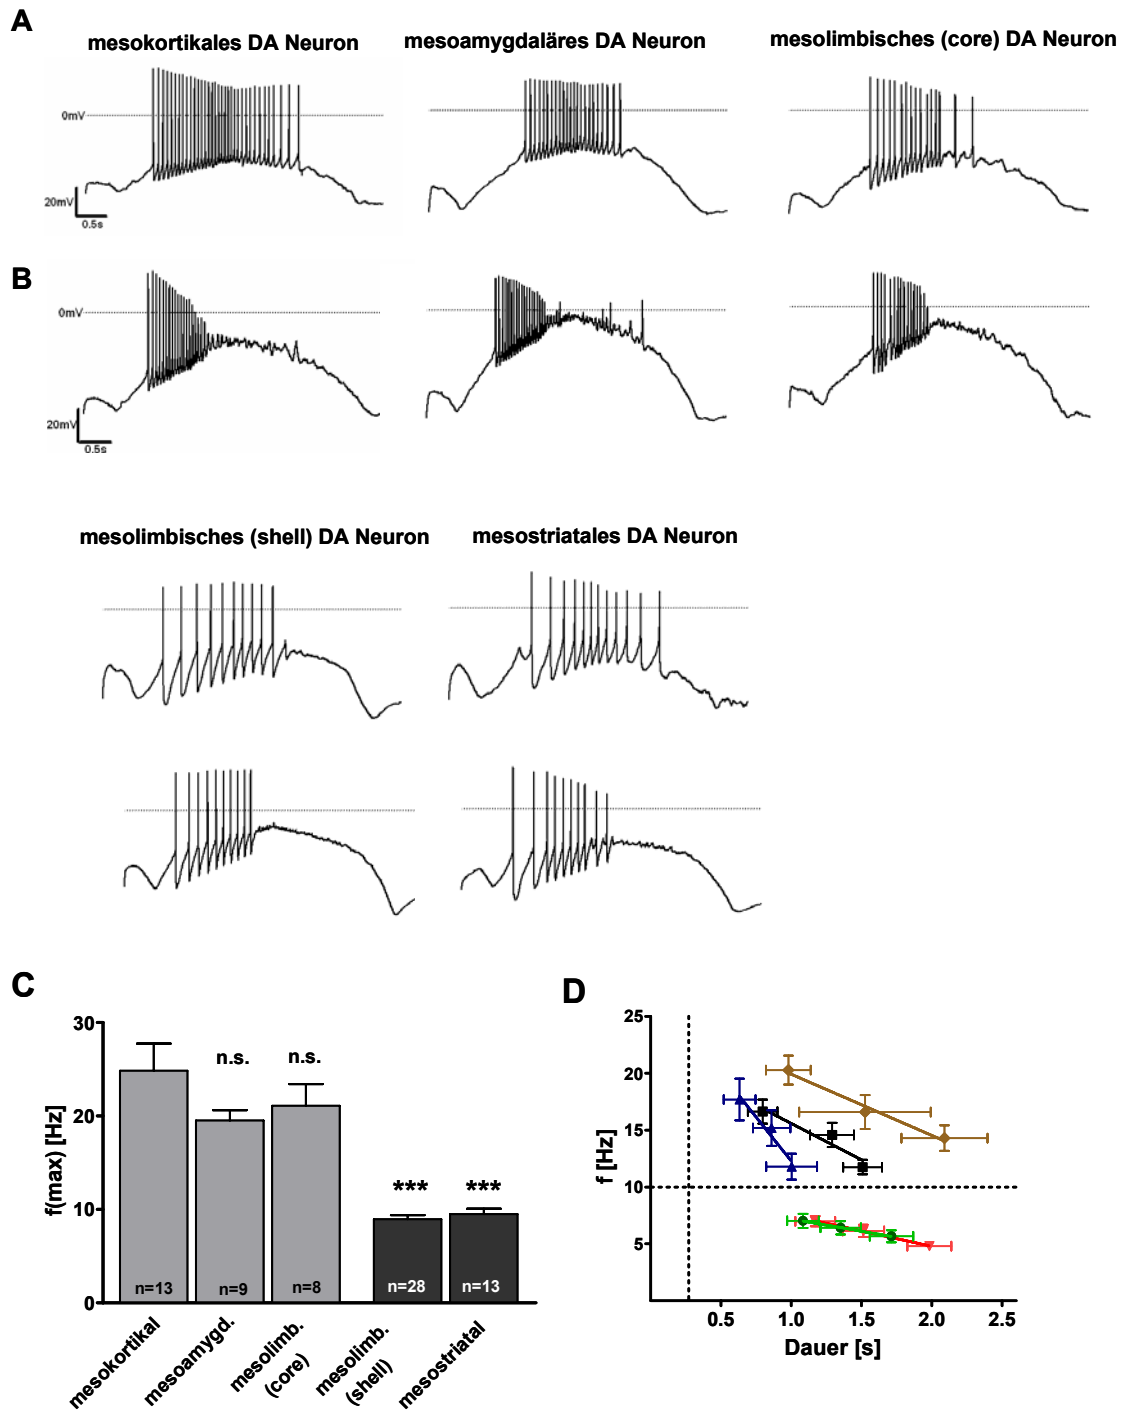 A
mesokortikales DA Neuron
mesoamygdaläres DA Neuron
mesolimbisches (core) DA Neuron
0mV
20mV
0.5s
B
0mV
20mV
0.5s
mesolimbisches (shell) DA Neuron
mesostriatales DA Neuron
C
f(max) [Hz]
30
20
10
0
n.s.
n.s.
***
***
n=13
n=9
n=8
n=28
n=13
mesokortikal
mesoamygd.
mesolimb.
(core)
mesolimb.
(shell)
mesostriatal
D
f [Hz]
25
20
15
10
5
0.5
1.0
1.5
2.0
2.5
Dauer [s]